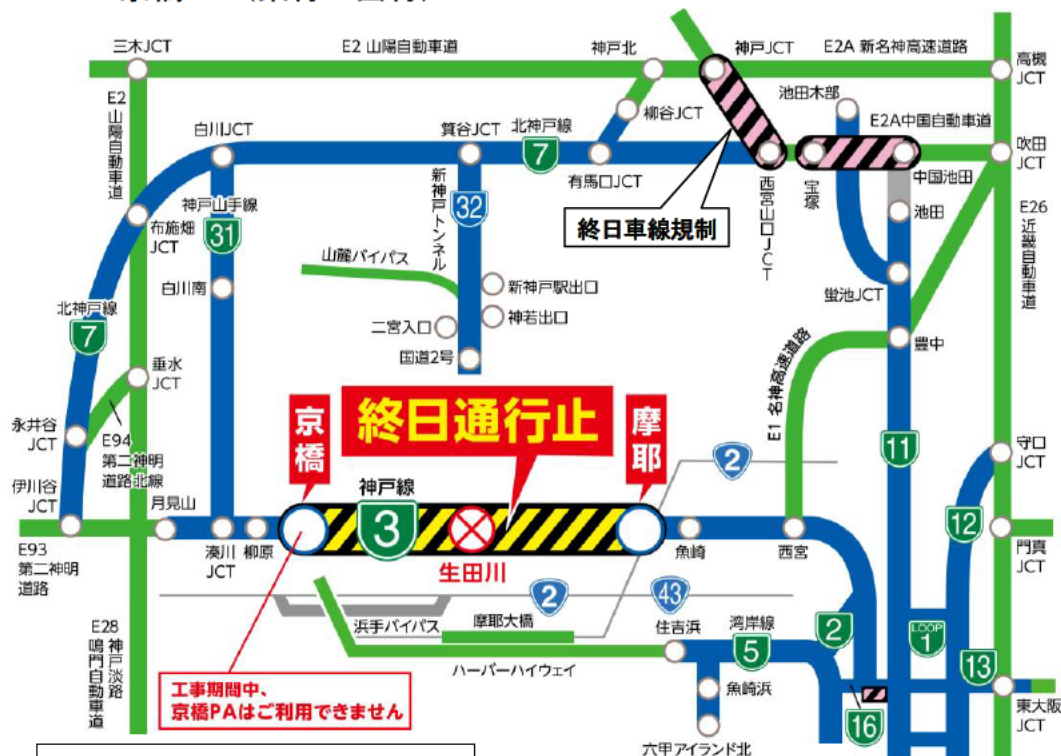 三木JCT
E2 山陽自動車道
神戸北
神戸JCT
E2A 新名神高速道路
高槻
JCT
E2 山陽自動車道
白川JCT
箕谷JCT
北神戸線
7
柳谷JCT
有馬口JCT
池田木部
E2A中国自動車道
吹田
JCT
西宮山口JCT
宝塚
中国池田
池田
終日車線規制
神戸山手線
31
布施畑
JCT
新神戸トンネル
32
E26 近畿自動車道
山麓バイパス
白川南
新神戸駅出口
神若出口
二宮入口
国道2号
蛍池JCT
豊中
北神戸線
7
垂水
JCT
E1 名神高速道路
永井谷
JCT
E94
第二神明
道路北線
京橋
終日通行止
摩耶
2
11
守口
JCT
伊川谷
JCT
月見山
神戸線
3
12
E93
第二神明
道路
湊川
JCT
柳原
生田川
魚崎
西宮
門真
JCT
2
43
浜手バイパス
摩耶大橋
住吉浜
湾岸線
5
2
LOOP
1
13
E28 神戸淡路
鳴門自動車道
ハーバーハイウェイ
魚崎浜
工事期間中、
京橋PAはご利用できません
16
東大阪
JCT
六甲アイランド北